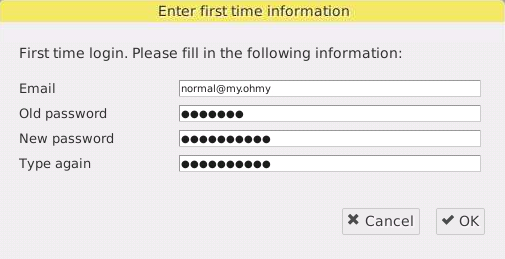 Enter first time information
First time login. Please fill in the following information:
Email normal@my.ohmy
Old password ●●●●●●●
New password ●●●●●●●●●●
Type again ●●●●●●●●●●
✖ Cancel ✔ OK